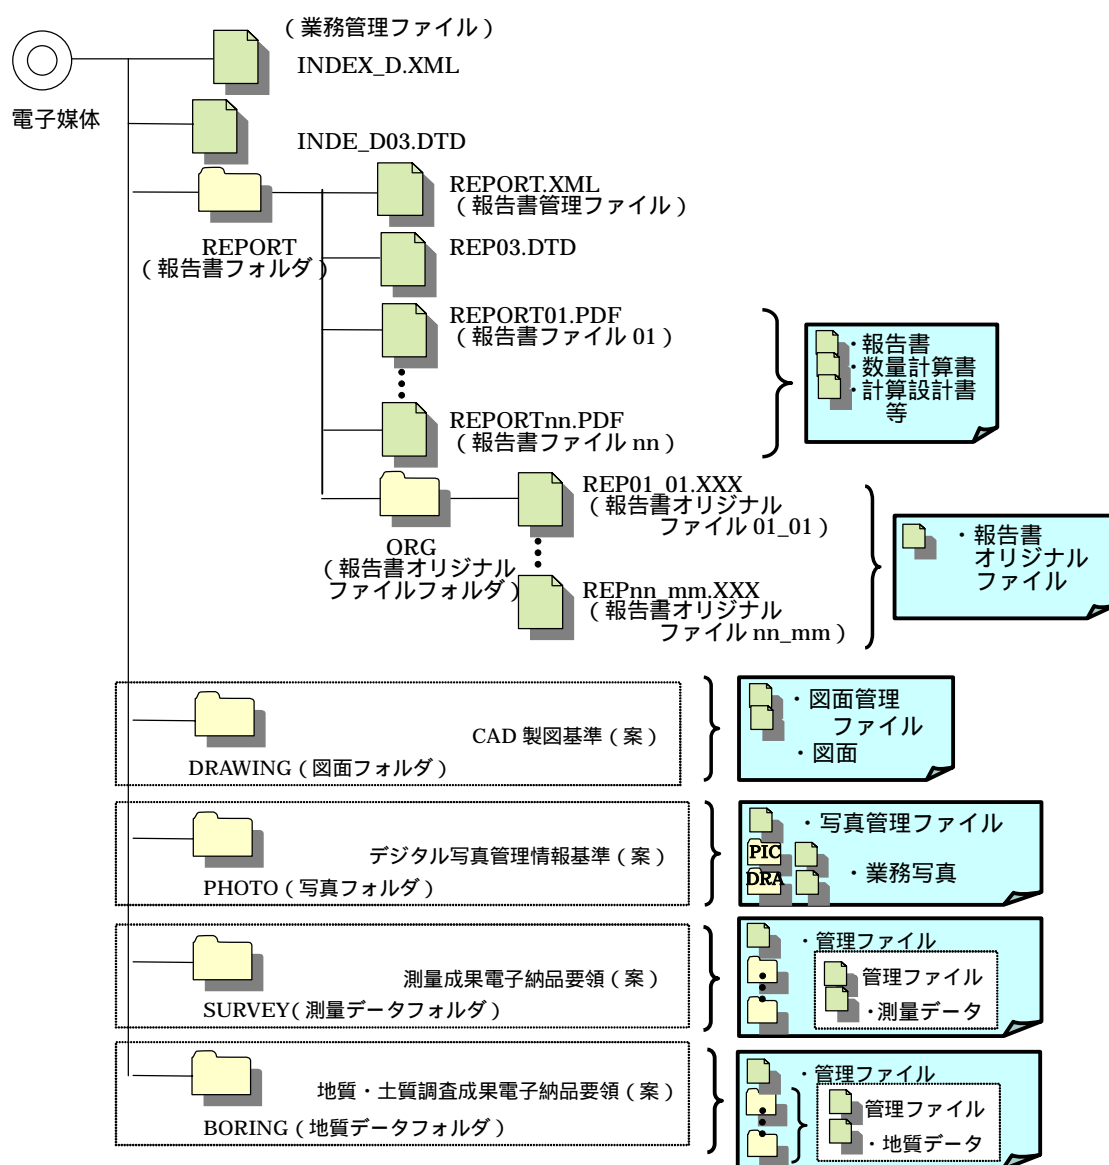 （業務管理ファイル）
INDEX_D.XML
電子媒体
INDE_D03.DTD
REPORT.XML
（報告書管理ファイル）
REPORT
（報告書フォルダ）
REP03.DTD
REPORT01.PDF
（報告書ファイル 01）
・報告書
・数量計算書
・計算設計書
等
REPORTnn.PDF
（報告書ファイル nn）
REP01_01.XXX
（報告書オリジナル
ファイル 01_01）
ORG
（報告書オリジナル
ファイルフォルダ）
REPnn_mm.XXX
（報告書オリジナル
ファイル nn_mm）
・報告書
オリジナル
ファイル
CAD 製図基準（案）
DRAWING（図面フォルダ）
・図面管理
ファイル
・図面
デジタル写真管理情報基準（案）
PHOTO（写真フォルダ）
・写真管理ファイル
PIC
DRA
・業務写真
測量成果電子納品要領（案）
SURVEY（測量データフォルダ）
・管理ファイル
管理ファイル
・測量データ
地質・土質調査成果電子納品要領（案）
BORING（地質データフォルダ）
・管理ファイル
管理ファイル
・地質データ